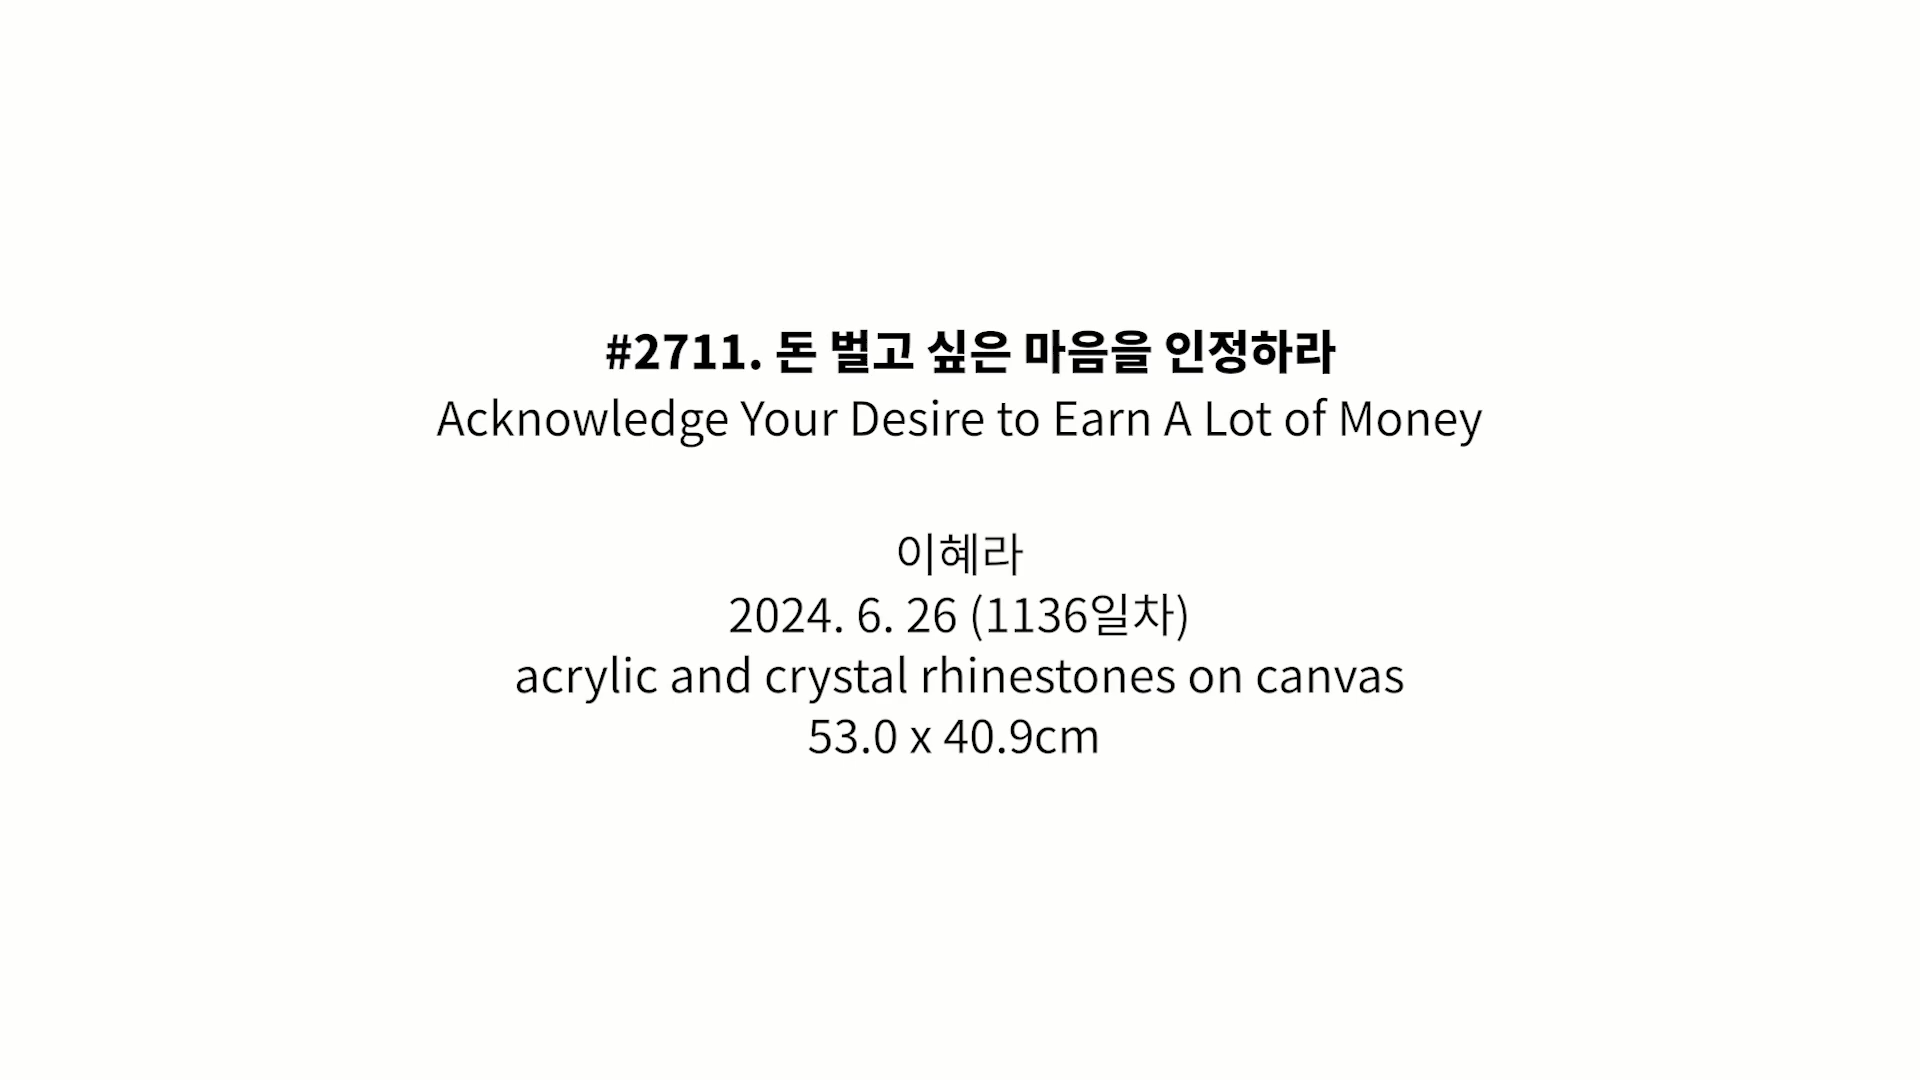 #2711. 돈 벌고 싶은 마음을 인정하라
Acknowledge Your Desire to Earn A Lot of Money
이혜라
2024. 6. 26 (1136일차)
acrylic and crystal rhinestones on canvas
53.0 x 40.9cm